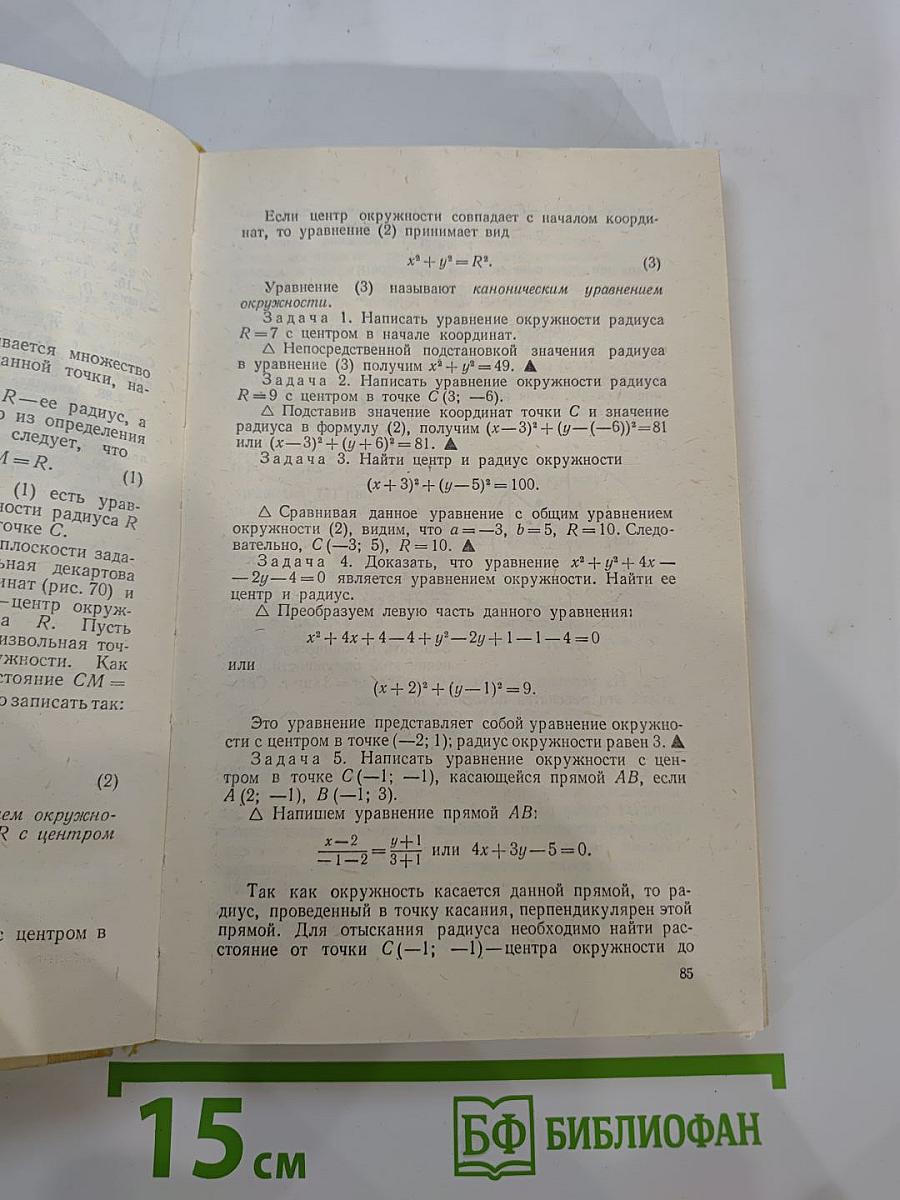 вается множество
анной точки, на-
R — ее радиус, а
о из определения
следует, что
M = R. (1)
(1) есть урав-
ности радиуса R
точке C.
плоскости зада-
ьная декартова
инат (рис. 70) и
—центр окруж-
а R. Пусть
извольная точ-
ужности. Как
стояние CM =
о записать так:
(2)
ем окружно-
R с центром
с центром в
Если центр окружности совпадает с началом коорди-
нат, то уравнение (2) принимает вид
x² + y² = R². (3)
Уравнение (3) называют каноническим уравнением
окружности.
Задача 1. Написать уравнение окружности радиуса
R = 7 с центром в начале координат.
△ Непосредственной подстановкой значения радиуса
в уравнение (3) получим x² + y² = 49. ▲
Задача 2. Написать уравнение окружности радиуса
R = 9 с центром в точке C (3; —6).
△ Подставив значение координат точки C и значение
радиуса в формулу (2), получим (x—3)² + (y—(—6))² = 81
или (x—3)² + (y + 6)² = 81. ▲
Задача 3. Найти центр и радиус окружности
(x + 3)² + (y — 5)² = 100.
△ Сравнивая данное уравнение с общим уравнением
окружности (2), видим, что a = —3, b = 5, R = 10. Следо-
вательно, C (—3; 5), R = 10. ▲
Задача 4. Доказать, что уравнение x² + y² + 4x —
— 2y — 4 = 0 является уравнением окружности. Найти ее
центр и радиус.
△ Преобразуем левую часть данного уравнения:
x² + 4x + 4 — 4 + y² — 2y + 1 — 1 — 4 = 0
или
(x + 2)² + (y — 1)² = 9.
Это уравнение представляет собой уравнение окружно-
сти с центром в точке (—2; 1); радиус окружности равен 3. ▲
Задача 5. Написать уравнение окружности с цен-
тром в точке C (—1; —1), касающейся прямой AB, если
A (2; —1), B (—1; 3).
△ Напишем уравнение прямой AB:
(x—2)/(—1—2) = (y+1)/(3+1) или 4x + 3y — 5 = 0.
Так как окружность касается данной прямой, то ра-
диус, проведенный в точку касания, перпендикулярен этой
прямой. Для отыскания радиуса необходимо найти рас-
стояние от точки C (—1; —1) — центра окружности до
85
15 см
БФ БИБЛИОФАН